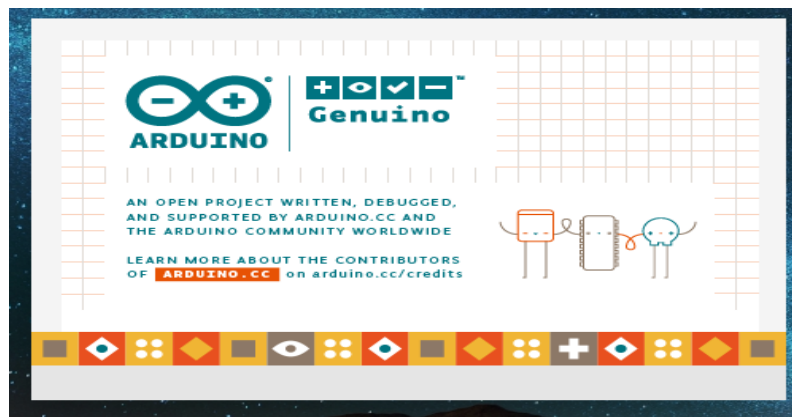 ARDUINO
Genuino
AN OPEN PROJECT WRITTEN, DEBUGGED,
AND SUPPORTED BY ARDUINO.CC AND
THE ARDUINO COMMUNITY WORLDWIDE
LEARN MORE ABOUT THE CONTRIBUTORS
OF ARDUINO.CC on arduino.cc/credits